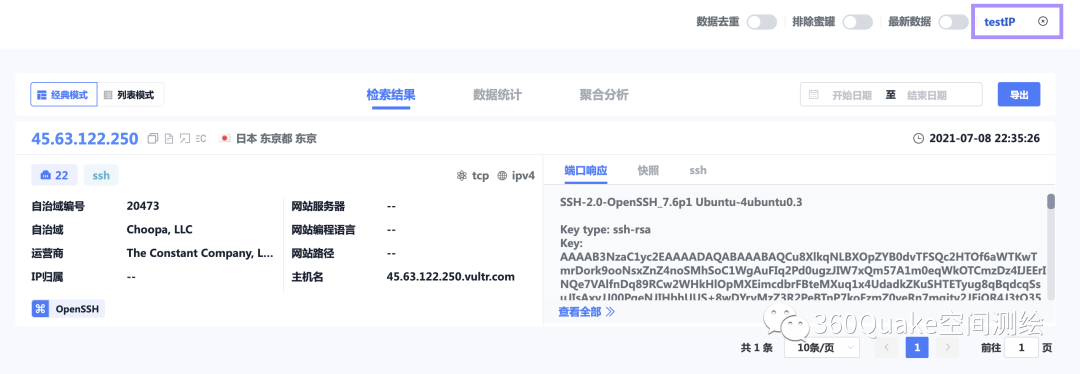 数据去重 排除蜜罐 最新数据 testIP
经典模式 列表模式 检索结果 数据统计 聚合分析 开始日期 至 结束日期 导出
45.63.122.250 日本 东京都 东京 2021-07-08 22:35:26
22 ssh tcp ipv4
自治域编号 20473 网站服务器 --
自治域 Choopa, LLC 网站编程语言 --
运营商 The Constant Company, L... 网站路径 --
IP归属 -- 主机名 45.63.122.250.vultr.com
OpenSSH
端口响应 快照 ssh
SSH-2.0-OpenSSH_7.6p1 Ubuntu-4ubuntu0.3
Key type: ssh-rsa
Key:
AAAAB3NzaC1yc2EAAAADAQABAAABAQCu8XlkqNLBXOpZYB0dvTFSQc2HTOf6aWTKwT
mrDork9ooNsxZnZ4noSMhSoC1WgAuFIq2Pd0ugzJIW7xQm57A1m0eqWkOTCmzDz4IJEErI
NQe7VAlfnDq89RCw2WHkHlOpMXEimcdbrFBteMXuq1x4UdadkZKuSHTETyug8qBqdcqSs
查看全部
360Quake空间测绘
共 1 条 10条/页 1 前往 1 页